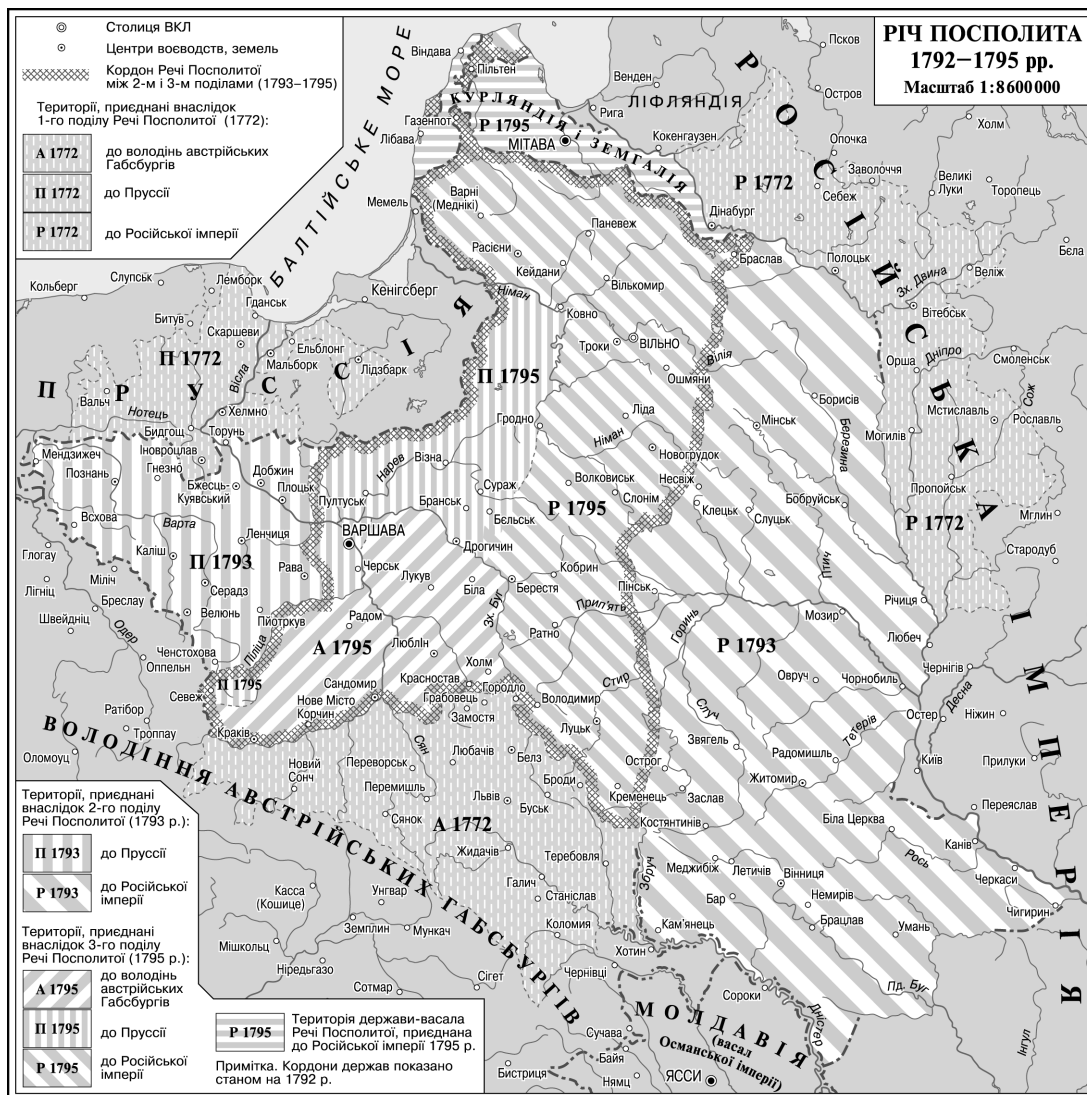 РІЧ ПОСПОЛИТА
1792–1795 рр.
Масштаб 1:8600000
Столиця ВКЛ
Центри воєводств, земель
Кордон Речі Посполитої
між 2-м і 3-м поділами (1793–1795)
Території, приєднані внаслідок
1-го поділу Речі Посполитої (1772):
А 1772 до володінь австрійських
Габсбургів
П 1772 до Пруссії
Р 1772 до Російської імперії
БАЛТІЙСЬКЕ МОРЕ
Віндава
Пільтен
КУРЛЯНДІЯ і ЗЕМГАЛІЯ
Газенпот
Р 1795
Лібава
МІТАВА
Венден
ЛІФЛЯНДІЯ
Рига
Кокенгаузен
Псков
Остров
Опочка
Холм
Заволоччя
Себеж
Великі
Луки
Торопець
Р 1772
РОСІЙСЬКА ІМПЕРІЯ
Мемель
Варні
(Меднікі)
Паневеж
Дінабург
Расієни
Кейдани
Вількомир
Браслав
Полоцьк
Бєла
Веліж
Зх. Двина
Вітебськ
Кольберг
Слупськ
Лемборк
Гданськ
Битув
Скаршеви
Кенігсберг
Німан
Ковно
Троки
ВІЛЬНО
Вілія
Ошмяни
Орша
Дніпро
Смоленськ
Сож
ПРУССІЯ
П 1772
Ельблонг
Мальборк
Лідзбарк
Вісла
П 1795
Вальч
Нотець
Хелмно
Бидгощ
Торунь
Гродно
Ліда
Німан
Новогрудок
Мінськ
Борисів
Березина
Мстиславль
Рославль
Могилів
Мендзижеч
Іновроцлав
Познань
Гнезно
Бжесць-
Куявський
Добжин
Плоцьк
Пултуськ
Нарев
Візна
Сураж
Волковиськ
Несвіж
Слонім
Бранськ
Бєльськ
Р 1795
Клецьк
Слуцьк
Бобруйськ
Пропойськ
Р 1772
Мглин
Стародуб
Всхова
Варта
Ленчиця
ВАРШАВА
Дрогичин
Глогау
Каліш
П 1793
Рава
Черськ
Лукув
Кобрин
Пінськ
Птич
Лігніц
Міліч
Серадз
Біла
Берестя
Бреслау
Велюнь
Пйотркув
Радом
Зх. Буг
Прип'ять
Горинь
Мозир
Річиця
Швейдніц
Одер
Ченстохова
Піліца
Ратно
Р 1793
Любеч
Оппельн
А 1795
ЛюблІн
Чернігів
Севеж
П 1795
Сандомир
Холм
Красностав
Городло
Стир
Овруч
Чорнобиль
Десна
Нове Місто
Корчин
Грабовець
Володимир
Случ
Ратібор
Троппау
Краків
Замостя
Луцьк
Звягель
Тетерів
Остер
Ніжин
Оломоуц
Сян
Радомишль
Новий
Сонч
Переворськ
Любачів
Белз
Острог
Київ
Прилуки
Перемишль
Броди
Житомир
Львів
Кременець
Заслав
Сянок
Буськ
А 1772
Костянтинів
Біла Церква
Переяслав
Жидачів
Теребовля
Збруч
Канів
Меджибіж
Летичів
Вінниця
Рось
Галич
Немирів
Черкаси
Станіслав
Бар
Чигирин
Коломия
Кам'янець
Брацлав
Умань
Хотин
Чернівці
Пд. Буг
Сороки
Дністер
Інгул
ВОЛОДІННЯ АВСТРІЙСЬКИХ ГАБСБУРГІВ
Касса
(Кошице)
Унгвар
Земплин
Мункач
Мішкольц
Ніредьгазо
Сігет
Сотмар
Сучава
Байя
Бистриця
Нямц
ЯССИ
МОЛДАВІЯ
(васал
Османської імперії)
Території, приєднані
внаслідок 2-го поділу
Речі Посполитої (1793 р.):
П 1793 до Пруссії
Р 1793 до Російської
імперії
Території, приєднані
внаслідок 3-го поділу
Речі Посполитої (1795 р.):
А 1795 до володінь
австрійських
Габсбургів
П 1795 до Пруссії
Р 1795 до Російської
імперії
Р 1795 Територія держави-васала
Речі Посполитої, приєднана
до Російської імперії 1795 р.
Примітка. Кордони держав показано
станом на 1792 р.